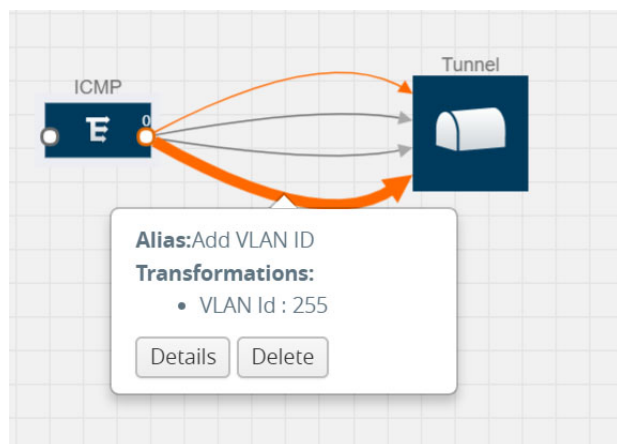 Tunnel
ICMP
0
Alias:Add VLAN ID
Transformations:
• VLAN Id : 255
Details Delete